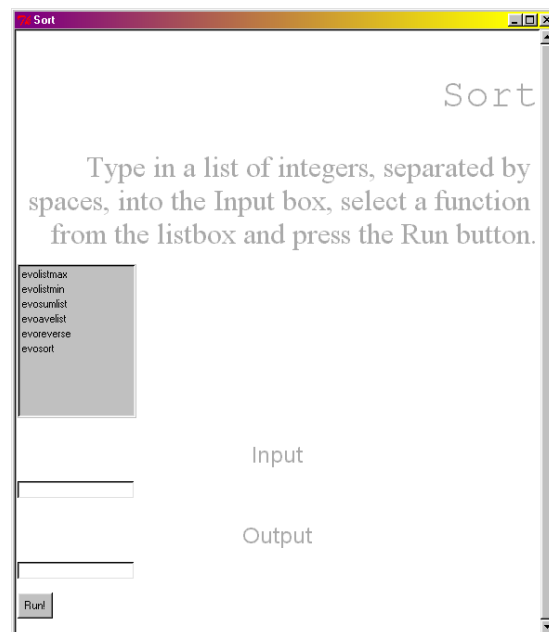 Sort
Sort
Type in a list of integers, separated by
spaces, into the Input box, select a function
from the listbox and press the Run button.
evolistmax
evolistmin
evosumlist
evoavelist
evoreverse
evosort
Input
Output
Run!